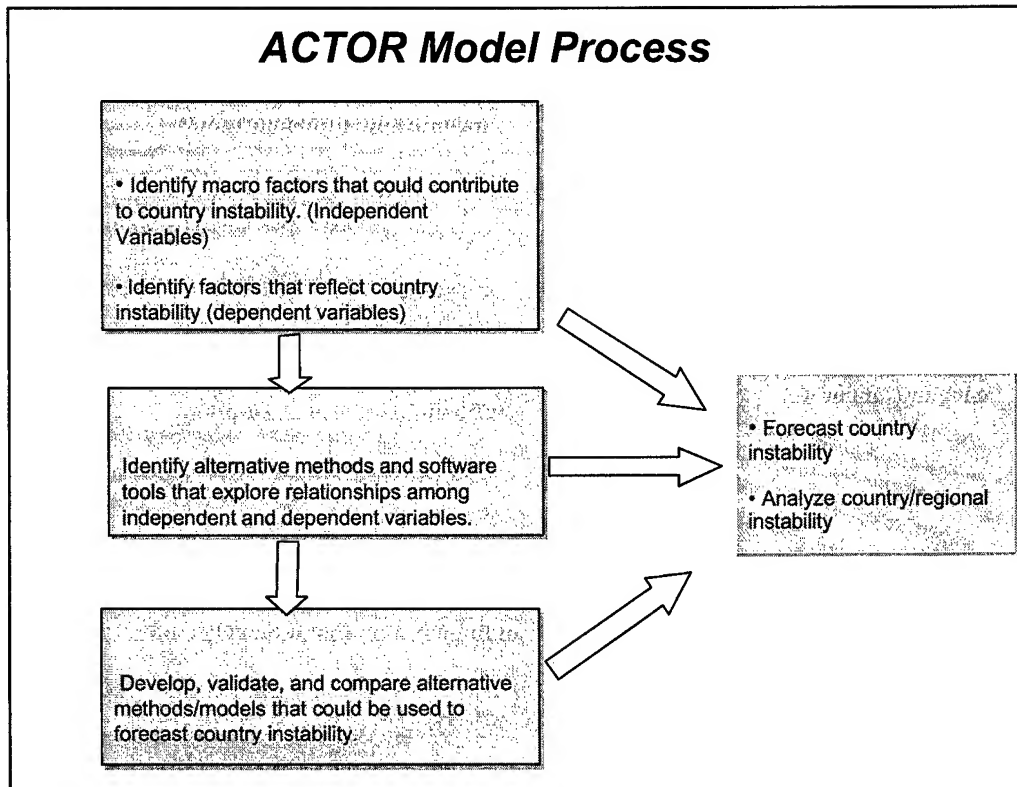 ACTOR Model Process
• Identify macro factors that could contribute
to country instability. (Independent
Variables)
• Identify factors that reflect country
instability (dependent variables)
Identify alternative methods and software
tools that explore relationships among
independent and dependent variables.
Develop, validate, and compare alternative
methods/models that could be used to
forecast country instability.
• Forecast country
instability
• Analyze country/regional
instability